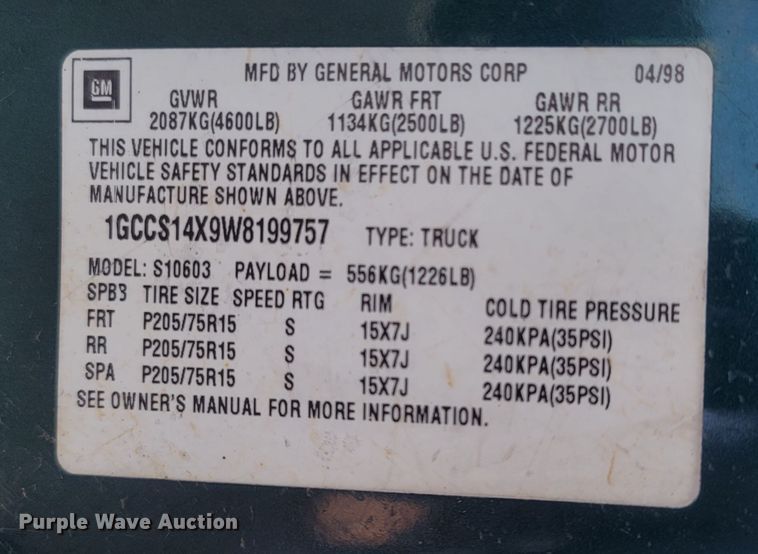 GM
MFD BY GENERAL MOTORS CORP 04/98
GVWR GAWR FRT GAWR RR
2087KG(4600LB) 1134KG(2500LB) 1225KG(2700LB)
THIS VEHICLE CONFORMS TO ALL APPLICABLE U.S. FEDERAL MOTOR
VEHICLE SAFETY STANDARDS IN EFFECT ON THE DATE OF
MANUFACTURE SHOWN ABOVE.
1GCCS14X9W8199757 TYPE: TRUCK
MODEL: S10603 PAYLOAD = 556KG(1226LB)
SPB3 TIRE SIZE SPEED RTG RIM COLD TIRE PRESSURE
FRT P205/75R15 S 15X7J 240KPA(35PSI)
RR P205/75R15 S 15X7J 240KPA(35PSI)
SPA P205/75R15 S 15X7J 240KPA(35PSI)
SEE OWNER'S MANUAL FOR MORE INFORMATION.
Purple Wave Auction